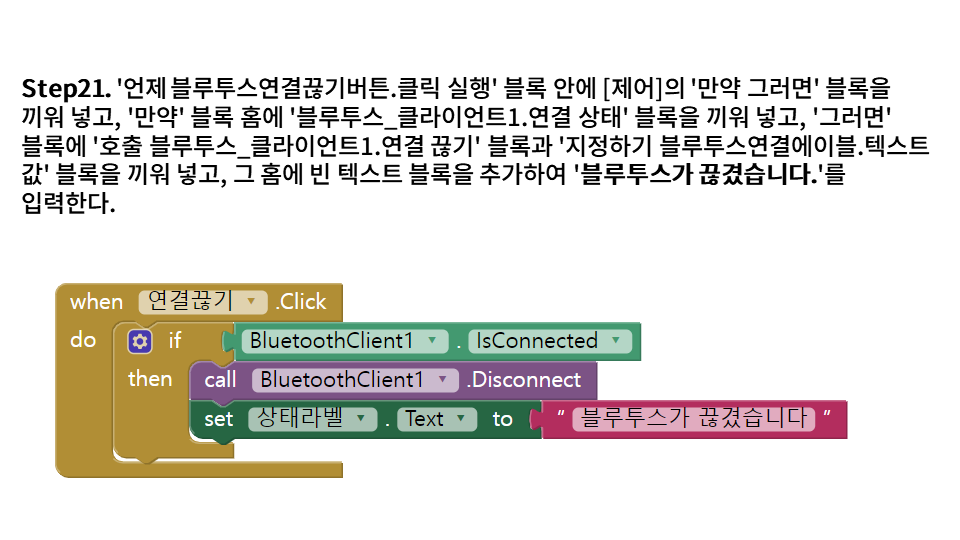 Step21. '언제 블루투스연결끊기버튼.클릭 실행' 블록 안에 [제어]의 '만약 그러면' 블록을
끼워 넣고, '만약' 블록 홈에 '블루투스_클라이언트1.연결 상태' 블록을 끼워 넣고, '그러면'
블록에 '호출 블루투스_클라이언트1.연결 끊기' 블록과 '지정하기 블루투스연결에이블.텍스트
값' 블록을 끼워 넣고, 그 홈에 빈 텍스트 블록을 추가하여 '블루투스가 끊겼습니다.'를
입력한다.
when 연결끊기 .Click
do if BluetoothClient1 . IsConnected
then call BluetoothClient1 .Disconnect
set 상태라벨 . Text to “ 블루투스가 끊겼습니다 ”